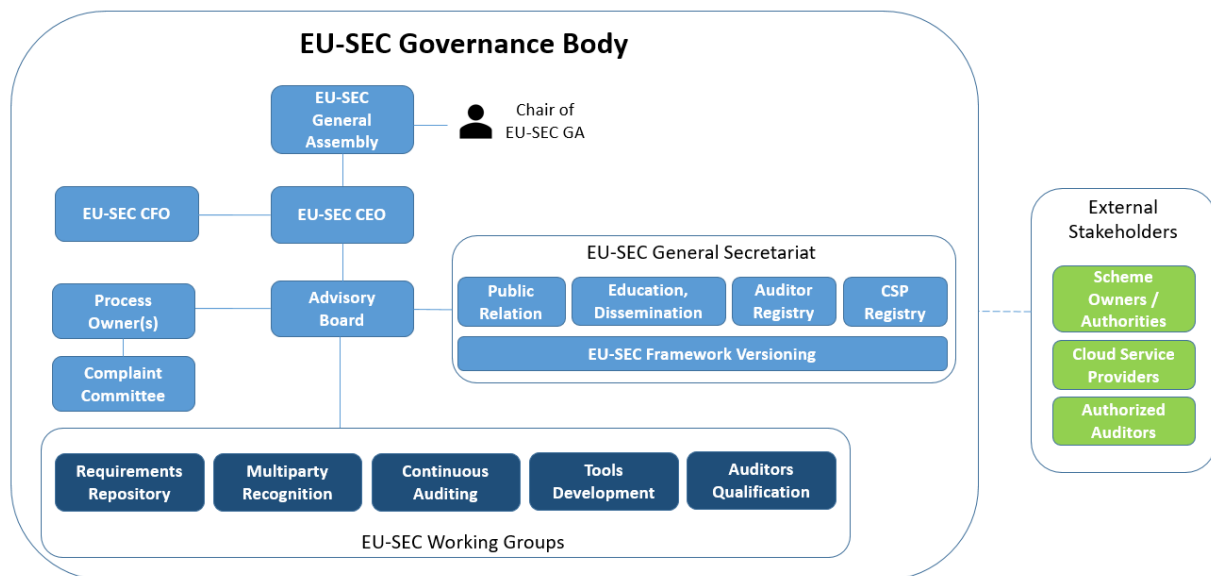 EU-SEC Governance Body
EU-SEC
General
Assembly
Chair of
EU-SEC GA
EU-SEC CFO
EU-SEC CEO
Process
Owner(s)
Advisory
Board
Complaint
Committee
EU-SEC General Secretariat
Public
Relation
Education,
Dissemination
Auditor
Registry
CSP
Registry
EU-SEC Framework Versioning
Requirements
Repository
Multiparty
Recognition
Continuous
Auditing
Tools
Development
Auditors
Qualification
EU-SEC Working Groups
External
Stakeholders
Scheme
Owners /
Authorities
Cloud Service
Providers
Authorized
Auditors